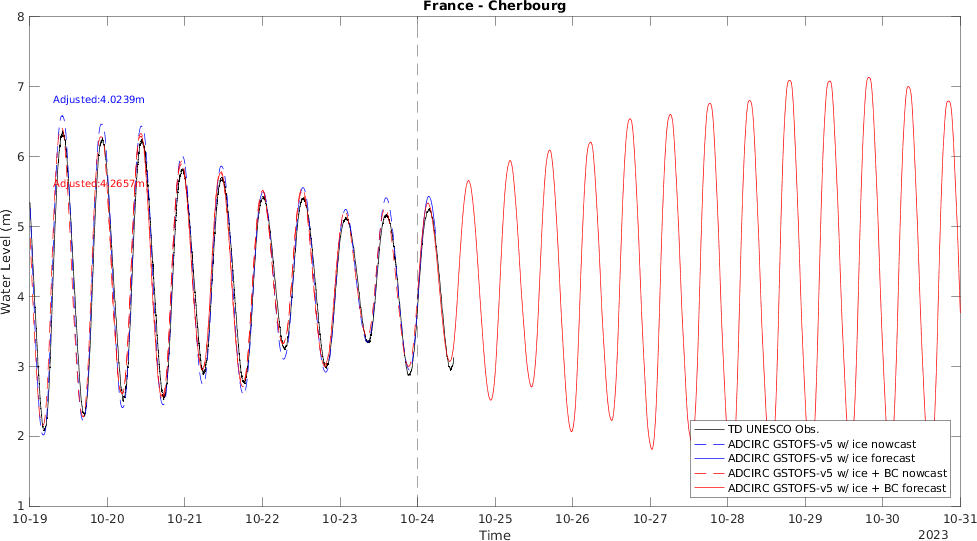 France - Cherbourg
8
7
6
5
4
3
2
1
Water Level (m)
Adjusted:4.0239m
Adjusted:4.2657m
TD UNESCO Obs.
ADCIRC GSTOFS-v5 w/ ice nowcast
ADCIRC GSTOFS-v5 w/ ice forecast
ADCIRC GSTOFS-v5 w/ ice + BC nowcast
ADCIRC GSTOFS-v5 w/ ice + BC forecast
10-19 10-20 10-21 10-22 10-23 10-24 10-25 10-26 10-27 10-28 10-29 10-30 10-31
Time
2023